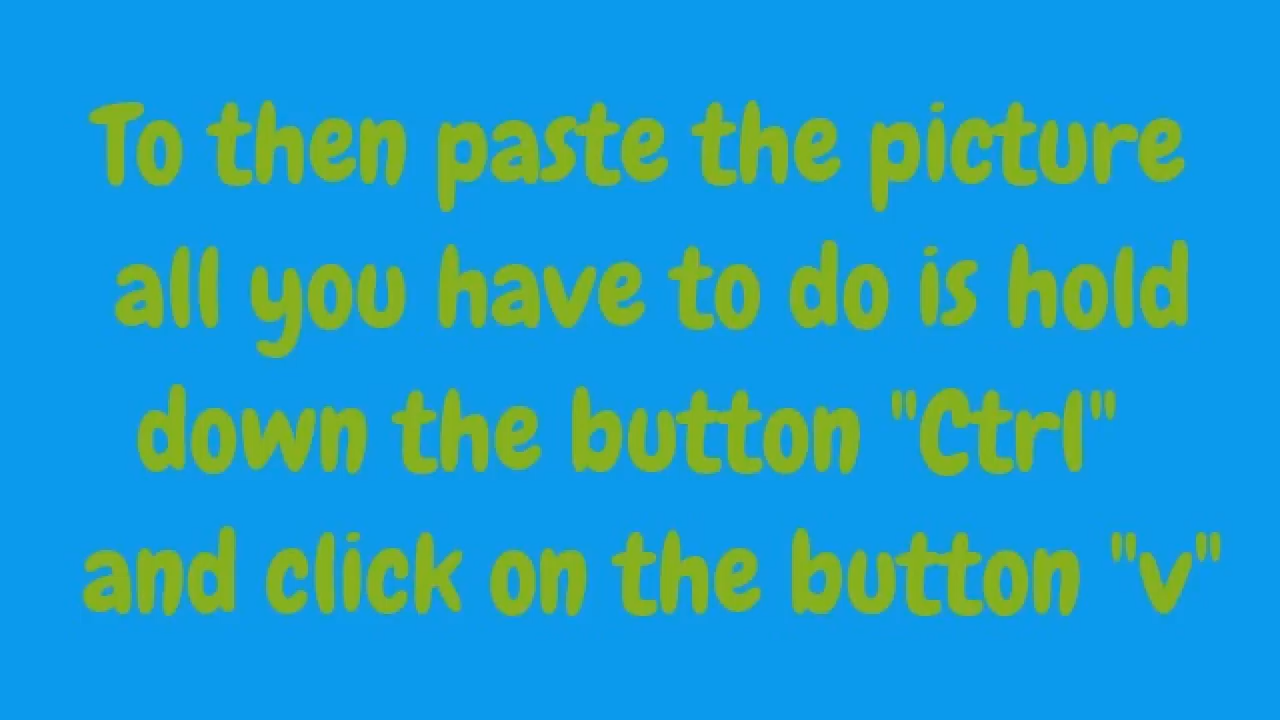 To then paste the picture
all you have to do is hold
down the button "Ctrl"
and click on the button "v"